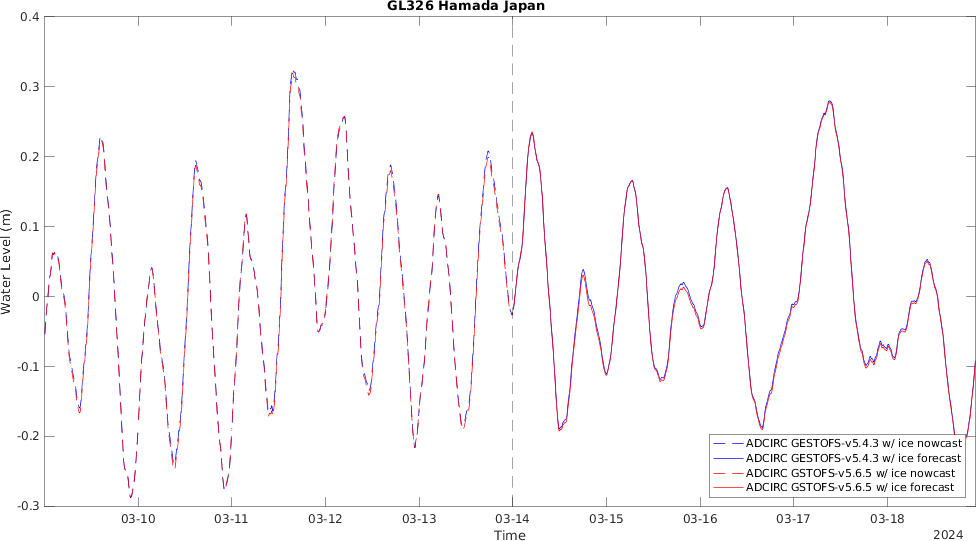 GL326 Hamada Japan
0.4
0.3
0.2
0.1
0
-0.1
-0.2
-0.3
Water Level (m)
ADCIRC GESTOFS-v5.4.3 w/ ice nowcast
ADCIRC GESTOFS-v5.4.3 w/ ice forecast
ADCIRC GSTOFS-v5.6.5 w/ ice nowcast
ADCIRC GSTOFS-v5.6.5 w/ ice forecast
03-10 03-11 03-12 03-13 03-14 03-15 03-16 03-17 03-18
Time
2024